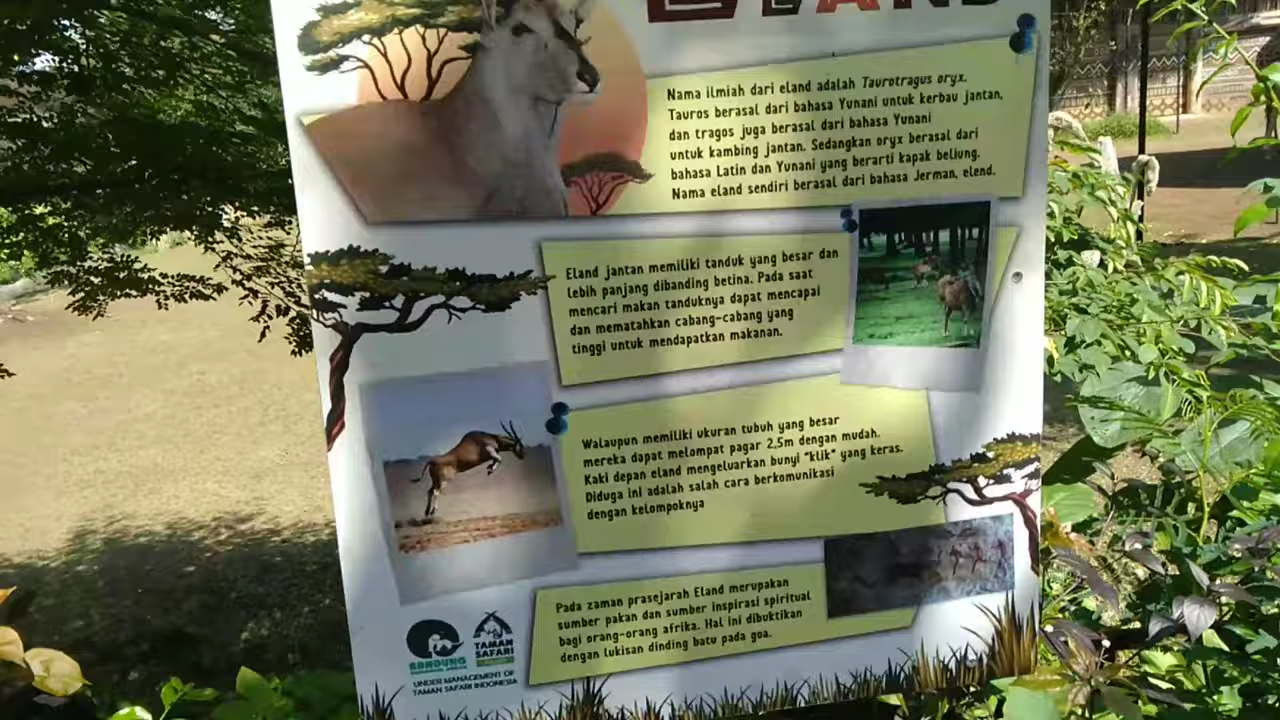 Nama ilmiah dari eland adalah Taurotragus oryx.
Tauros berasal dari bahasa Yunani untuk kerbau jantan,
dan tragos juga berasal dari bahasa Yunani
untuk kambing jantan. Sedangkan oryx berasal dari
bahasa Latin dan Yunani yang berarti kapak beliung.
Nama eland sendiri berasal dari bahasa Jerman, elend.
Eland jantan memiliki tanduk yang besar dan
lebih panjang dibanding betina. Pada saat
mencari makan tanduknya dapat mencapai
dan mematahkan cabang-cabang yang
tinggi untuk mendapatkan makanan.
Walaupun memiliki ukuran tubuh yang besar
mereka dapat melompat pagar 2,5m dengan mudah.
Kaki depan eland mengeluarkan bunyi "klik" yang keras.
Diduga ini adalah salah cara berkomunikasi
dengan kelompoknya
Pada zaman prasejarah Eland merupakan
sumber pakan dan sumber inspirasi spiritual
bagi orang-orang afrika. Hal ini dibuktikan
dengan lukisan dinding batu pada goa.
BANDUNG
TAMAN
SAFARI
UNDER MANAGEMENT OF
TAMAN SAFARI INDONESIA